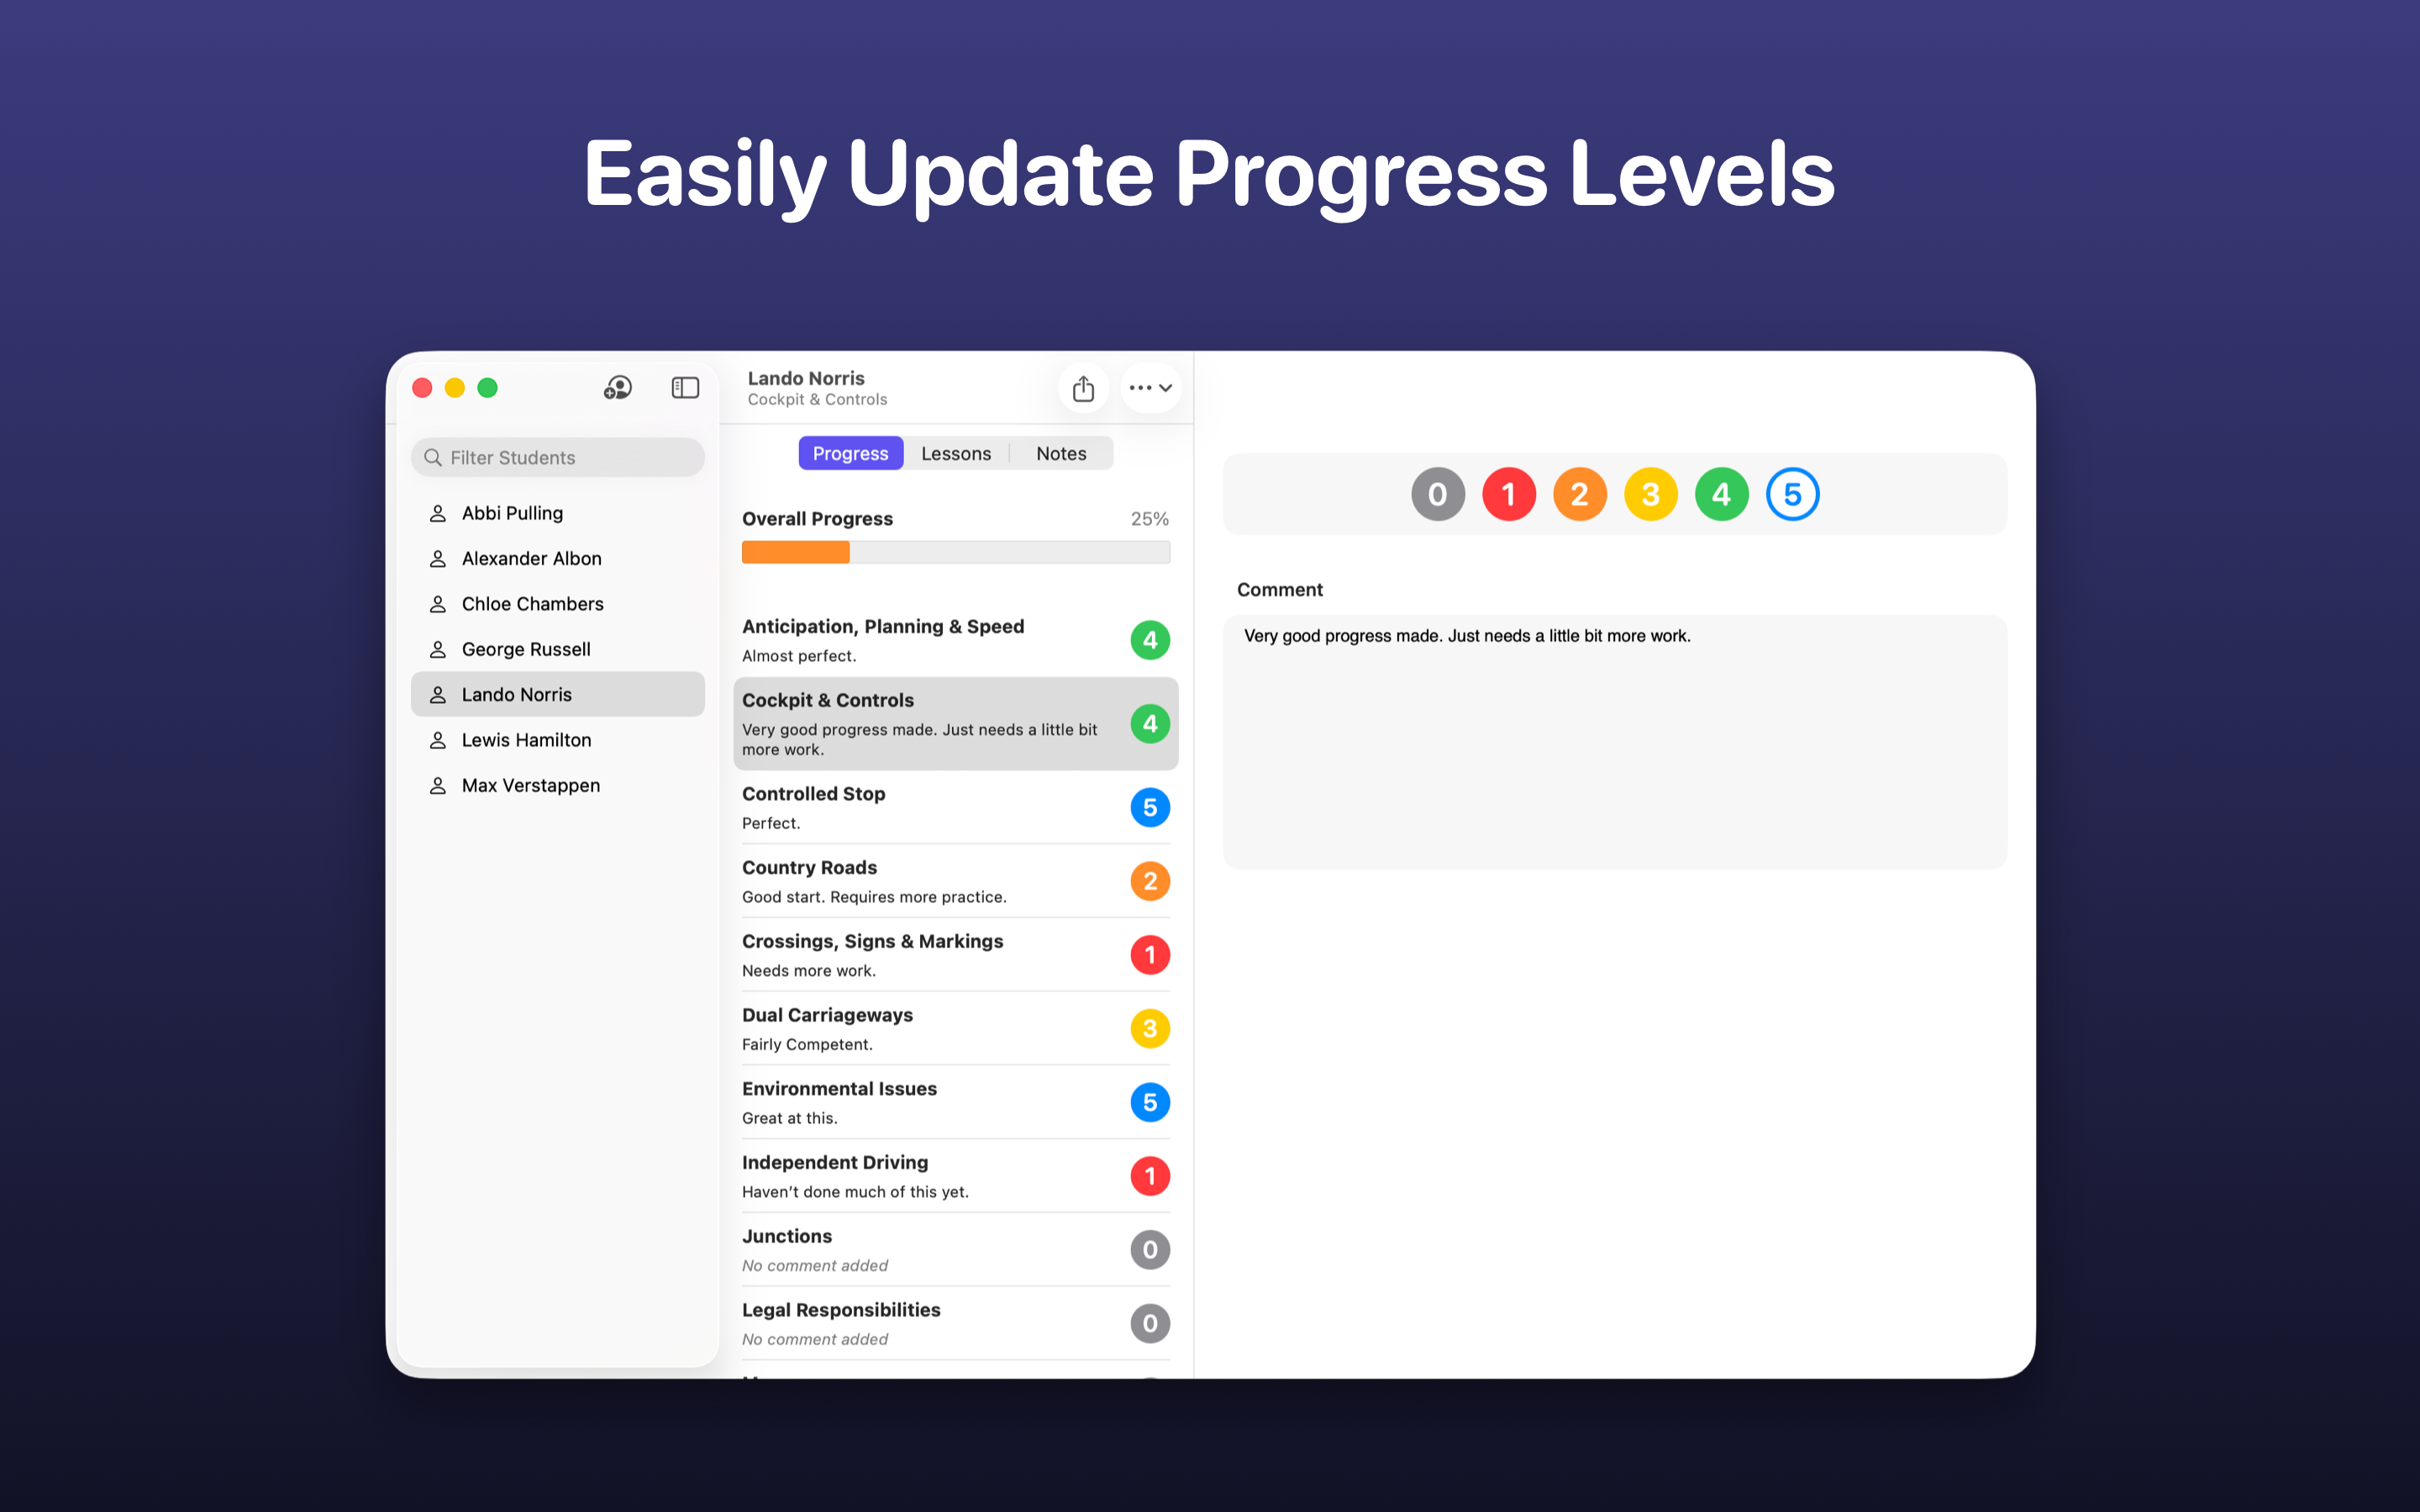 Easily Update Progress Levels
Filter Students
Abbi Pulling
Alexander Albon
Chloe Chambers
George Russell
Lando Norris
Lewis Hamilton
Max Verstappen
Lando Norris
Cockpit & Controls
Progress
Lessons
Notes
Overall Progress
25%
Anticipation, Planning & Speed
Almost perfect.
4
Cockpit & Controls
Very good progress made. Just needs a little bit
more work.
4
Controlled Stop
Perfect.
5
Country Roads
Good start. Requires more practice.
2
Crossings, Signs & Markings
Needs more work.
1
Dual Carriageways
Fairly Competent.
3
Environmental Issues
Great at this.
5
Independent Driving
Haven’t done much of this yet.
1
Junctions
No comment added
0
Legal Responsibilities
No comment added
0
0 1 2 3 4 5
Comment
Very good progress made. Just needs a little bit more work.